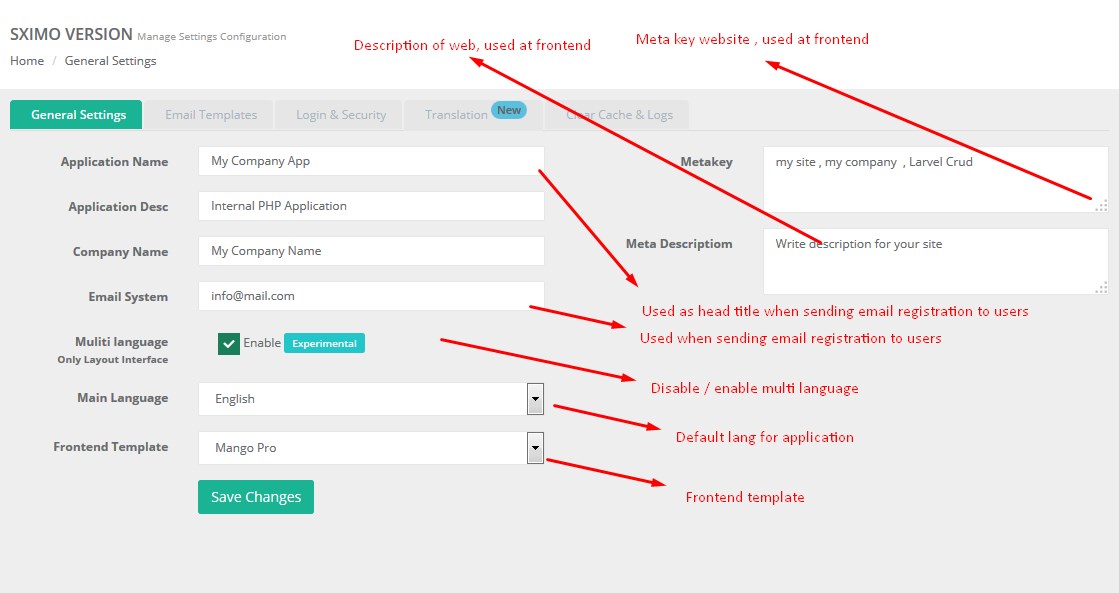 SXIMO VERSION Manage Settings Configuration
Home / General Settings
Description of web, used at frontend
Meta key website , used at frontend
General Settings
Email Templates
Login & Security
Translation New
Clear Cache & Logs
Application Name My Company App
Metakey my site , my company , Larvel Crud
Application Desc Internal PHP Application
Company Name My Company Name
Meta Descriptiom Write description for your site
Email System info@mail.com
Used as head title when sending email registration to users
Used when sending email registration to users
Muliti language Enable Experimental
Only Layout Interface
Disable / enable multi language
Main Language English
Default lang for application
Frontend Template Mango Pro
Frontend template
Save Changes